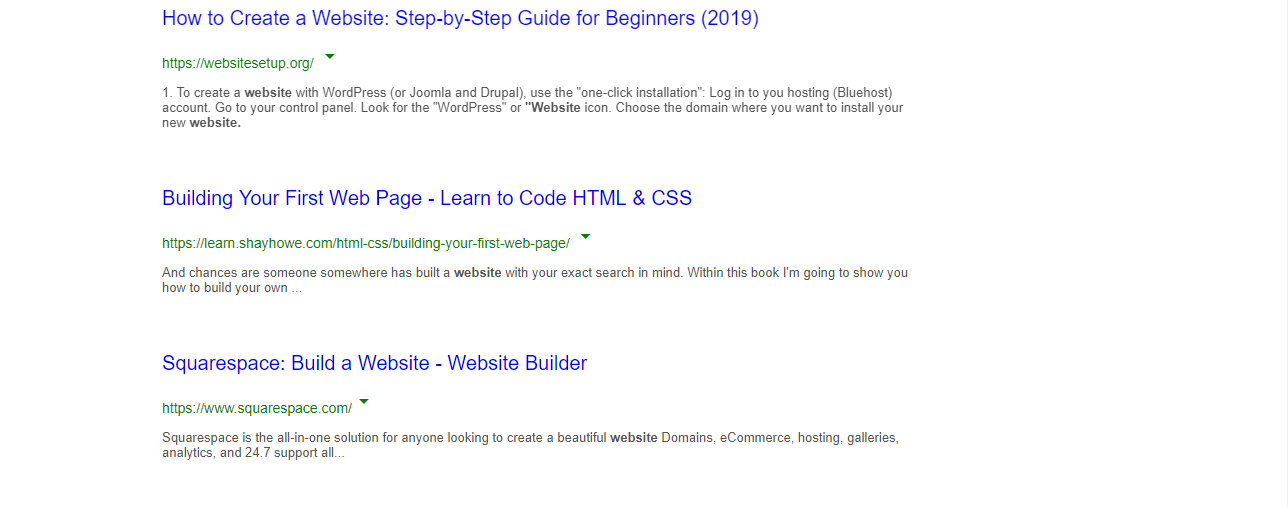 How to Create a Website: Step-by-Step Guide for Beginners (2019)
https://websitesetup.org/
1. To create a website with WordPress (or Joomla and Drupal), use the "one-click installation": Log in to you hosting (Bluehost)
account. Go to your control panel. Look for the "WordPress" or "Website icon. Choose the domain where you want to install your
new website.
Building Your First Web Page - Learn to Code HTML & CSS
https://learn.shayhowe.com/html-css/building-your-first-web-page/
And chances are someone somewhere has built a website with your exact search in mind. Within this book I'm going to show you
how to build your own ...
Squarespace: Build a Website - Website Builder
https://www.squarespace.com/
Squarespace is the all-in-one solution for anyone looking to create a beautiful website Domains, eCommerce, hosting, galleries,
analytics, and 24.7 support all...